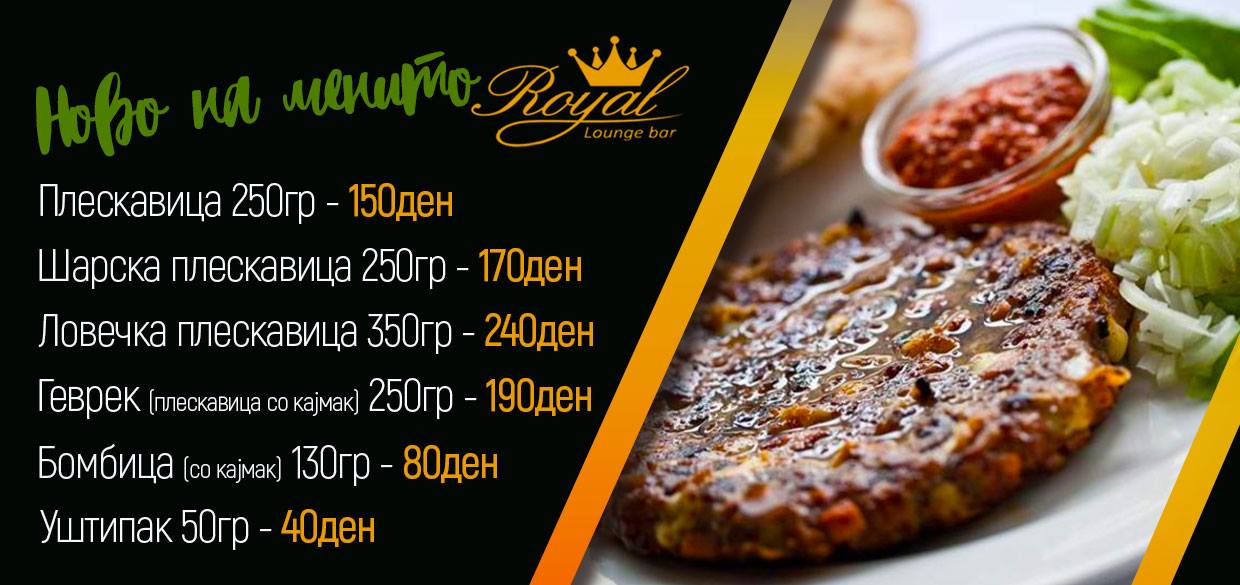 Ново на менито
Royal
Lounge bar
Плескавица 250гр - 150ден
Шарска плескавица 250гр - 170ден
Ловечка плескавица 350гр - 240ден
Геврек (плескавица со кајмак) 250гр - 190ден
Бомбица (со кајмак) 130гр - 80ден
Уштипак 50гр - 40ден